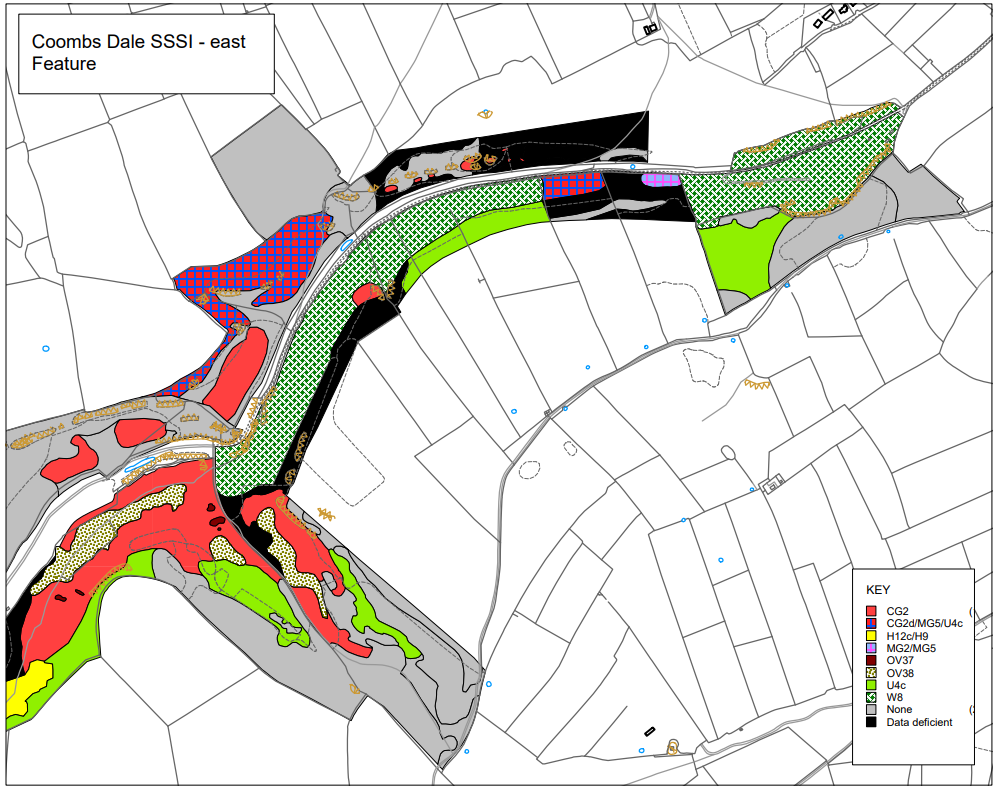 Coombs Dale SSSI - east
Feature
KEY
CG2 (
CG2d/MG5/U4c
H12c/H9
MG2/MG5
OV37
OV38
U4c
W8
None (
Data deficient